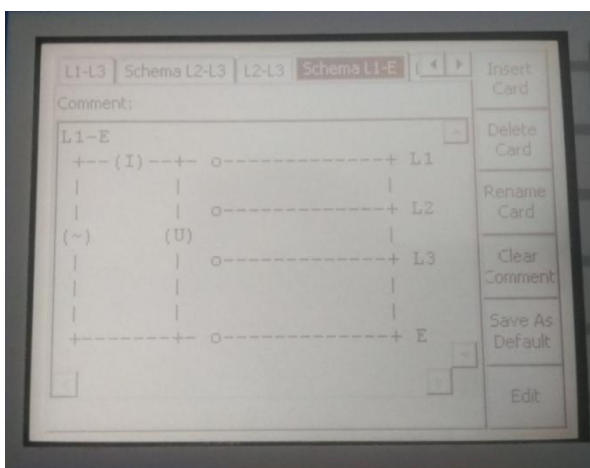 L1-L3 Schema L2-L3 L2-L3 Schema L1-E
Comment:
L1-E
+--(I)--+- o----------------+ L1
|       |                   |
|       |  o----------------+ L2
(~)     (U)                 |
|       |  o----------------+ L3
|       |                   |
|       |                   |
+-------+- o----------------+ E
Insert
Card
Delete
Card
Rename
Card
Clear
Comment
Save As
Default
Edit